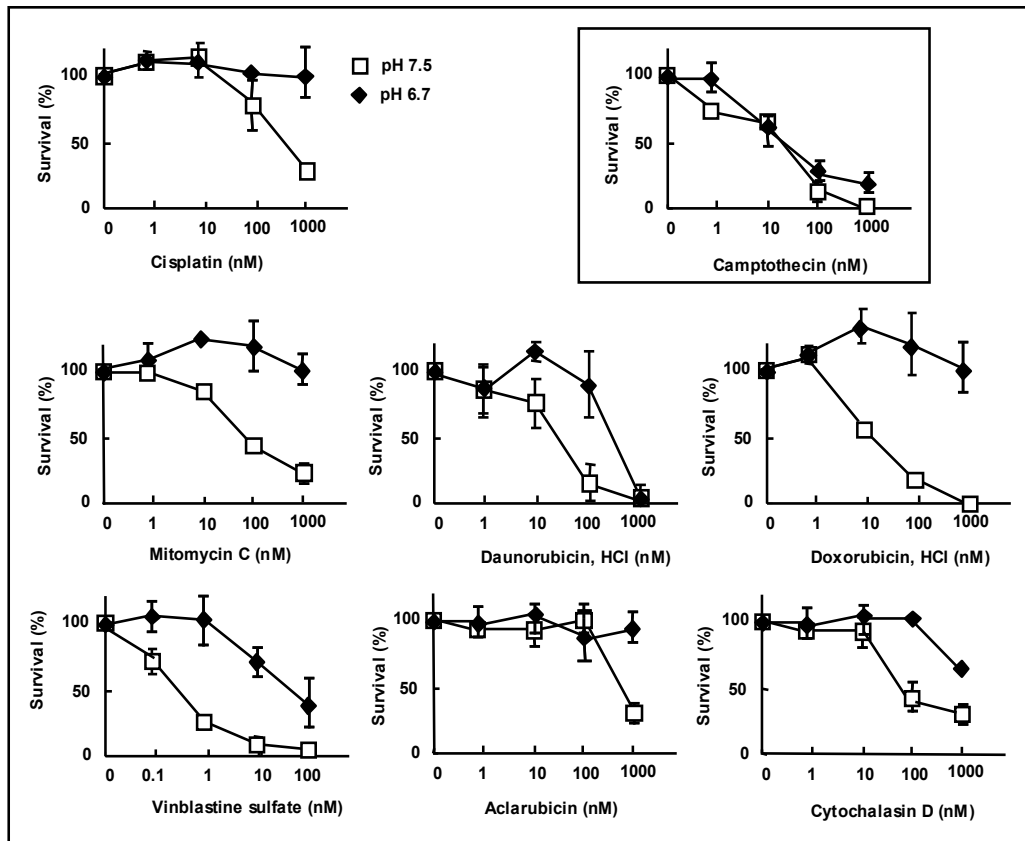 Survival (%)
100
50
0
0 1 10 100 1000
Cisplatin (nM)
pH 7.5
pH 6.7
Survival (%)
100
50
0
0 1 10 100 1000
Camptothecin (nM)
Survival (%)
100
50
0
0 1 10 100 1000
Mitomycin C (nM)
Survival (%)
100
50
0
0 1 10 100 1000
Daunorubicin, HCl (nM)
Survival (%)
100
50
0
0 1 10 100 1000
Doxorubicin, HCl (nM)
Survival (%)
100
50
0
0 0.1 1 10 100
Vinblastine sulfate (nM)
Survival (%)
100
50
0
0 1 10 100 1000
Aclarubicin (nM)
Survival (%)
100
50
0
0 1 10 100 1000
Cytochalasin D (nM)